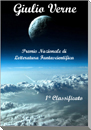 Giulio Verne
Premio Nazionale di
Letteratura Fantascientifica
1° Classificato